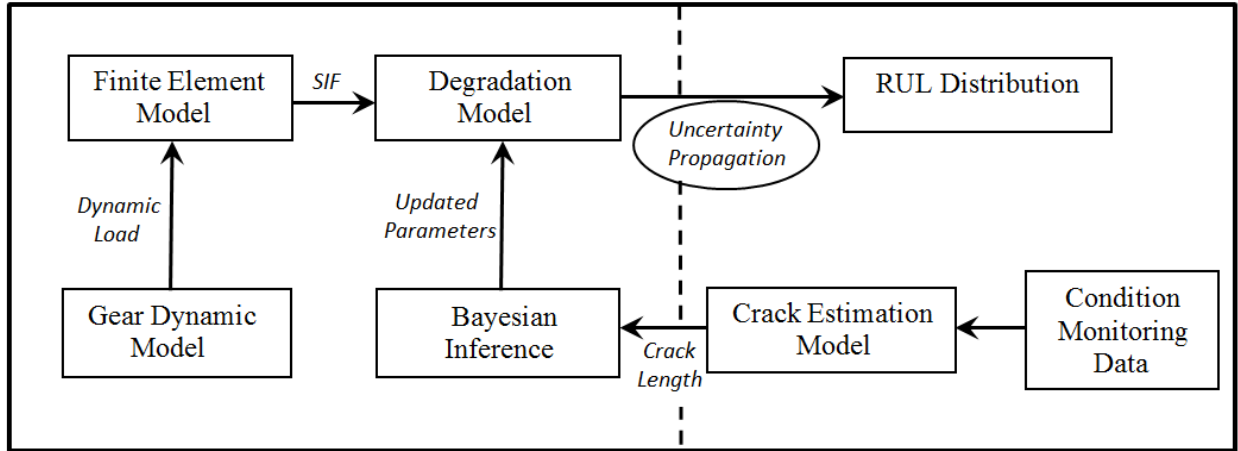 Finite Element
Model
SIF
Degradation
Model
RUL Distribution
Uncertainty
Propagation
Dynamic
Load
Updated
Parameters
Gear Dynamic
Model
Bayesian
Inference
Crack
Length
Crack Estimation
Model
Condition
Monitoring
Data